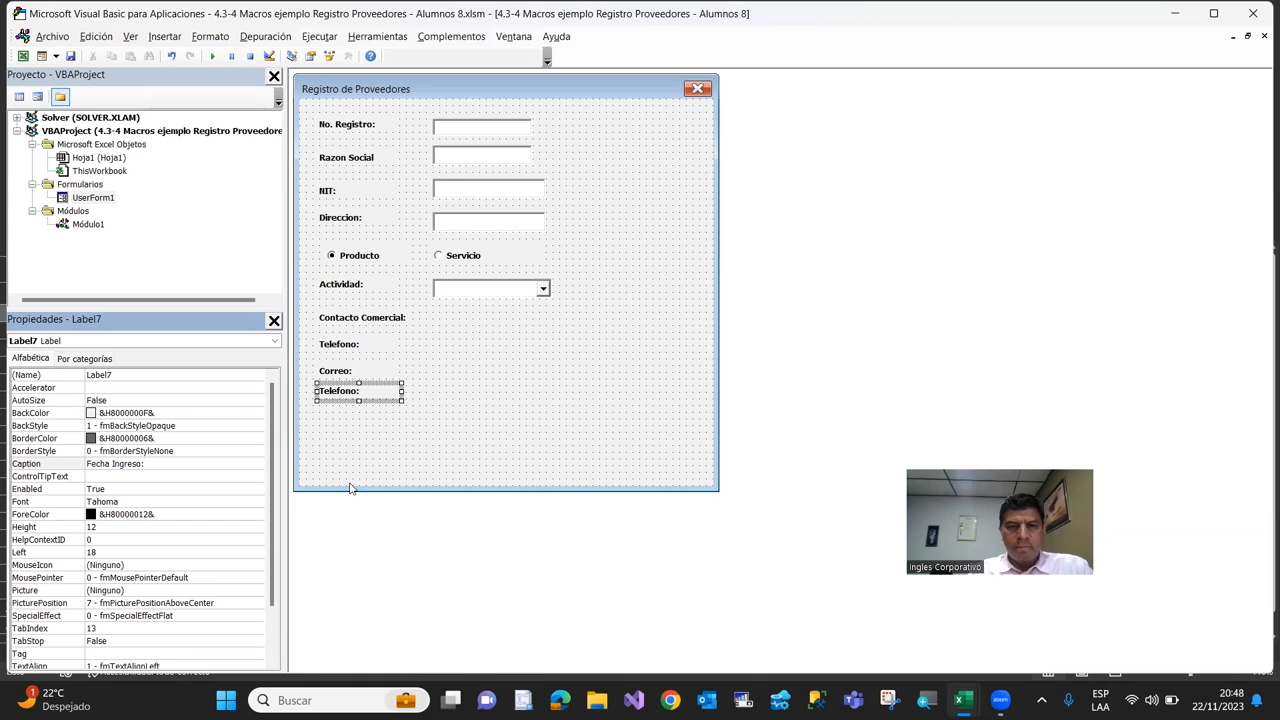 Microsoft Visual Basic para Aplicaciones - 4.3-4 Macros ejemplo Registro Proveedores - Alumnos 8.xlsm - [4.3-4 Macros ejemplo Registro Proveedores - Alumnos 8]
Archivo Edición Ver Insertar Formato Depuración Ejecutar Herramientas Complementos Ventana Ayuda
Proyecto - VBAProject
Solver (SOLVER.XLAM)
VBAProject (4.3-4 Macros ejemplo Registro Proveedore
Microsoft Excel Objetos
Hoja1 (Hoja1)
ThisWorkbook
Formularios
UserForm1
Módulos
Módulo1
Propiedades - Label7
Label7 Label
Alfabética Por categorías
(Name) Label7
Accelerator
AutoSize False
BackColor &H8000000F&
BackStyle 1 - fmBackStyleOpaque
BorderColor &H80000006&
BorderStyle 0 - fmBorderStyleNone
Caption Fecha Ingreso:
ControlTipText
Enabled True
Font Tahoma
ForeColor &H80000012&
Height 12
HelpContextID 0
Left 18
MouseIcon (Ninguno)
MousePointer 0 - fmMousePointerDefault
Picture (Ninguno)
PicturePosition 7 - fmPicturePositionAboveCenter
SpecialEffect 0 - fmSpecialEffectFlat
TabIndex 13
TabStop False
Tag
TextAlign 1 - fmTextAlignLeft
Registro de Proveedores
No. Registro:
Razon Social
NIT:
Direccion:
Producto Servicio
Actividad:
Contacto Comercial:
Telefono:
Correo:
Telefono:
Ingles Corporativo
22°C
Despejado
Buscar
ESP
LAA
20:48
22/11/2023